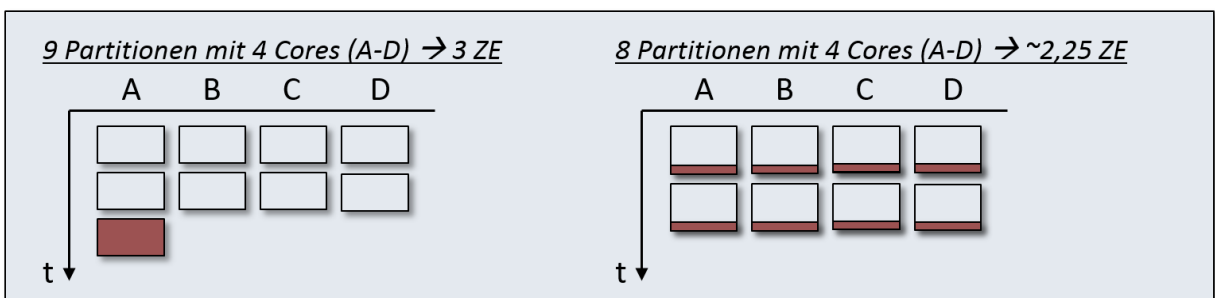 9 Partitionen mit 4 Cores (A-D) → 3 ZE
A B C D
t
8 Partitionen mit 4 Cores (A-D) → ~2,25 ZE
A B C D
t